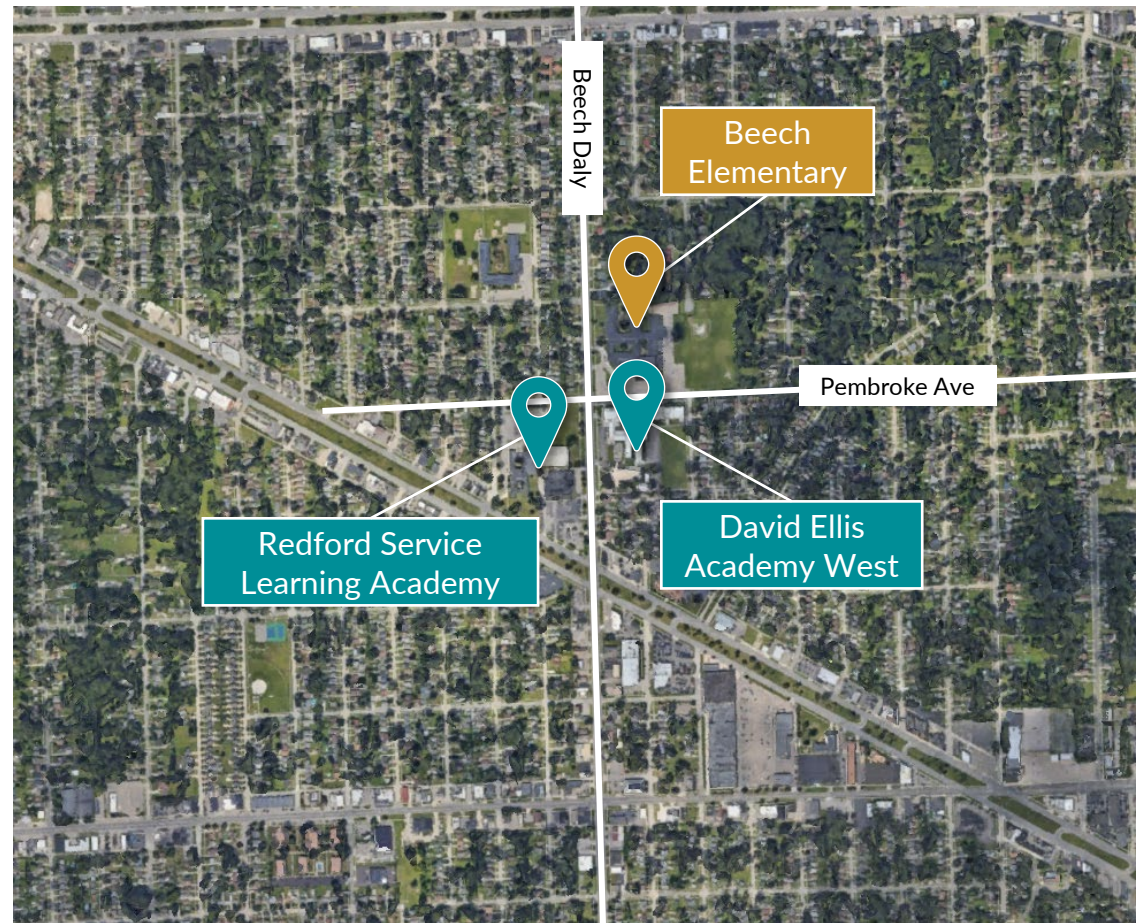 Beech Daly
Beech
Elementary
Pembroke Ave
Redford Service
Learning Academy
David Ellis
Academy West